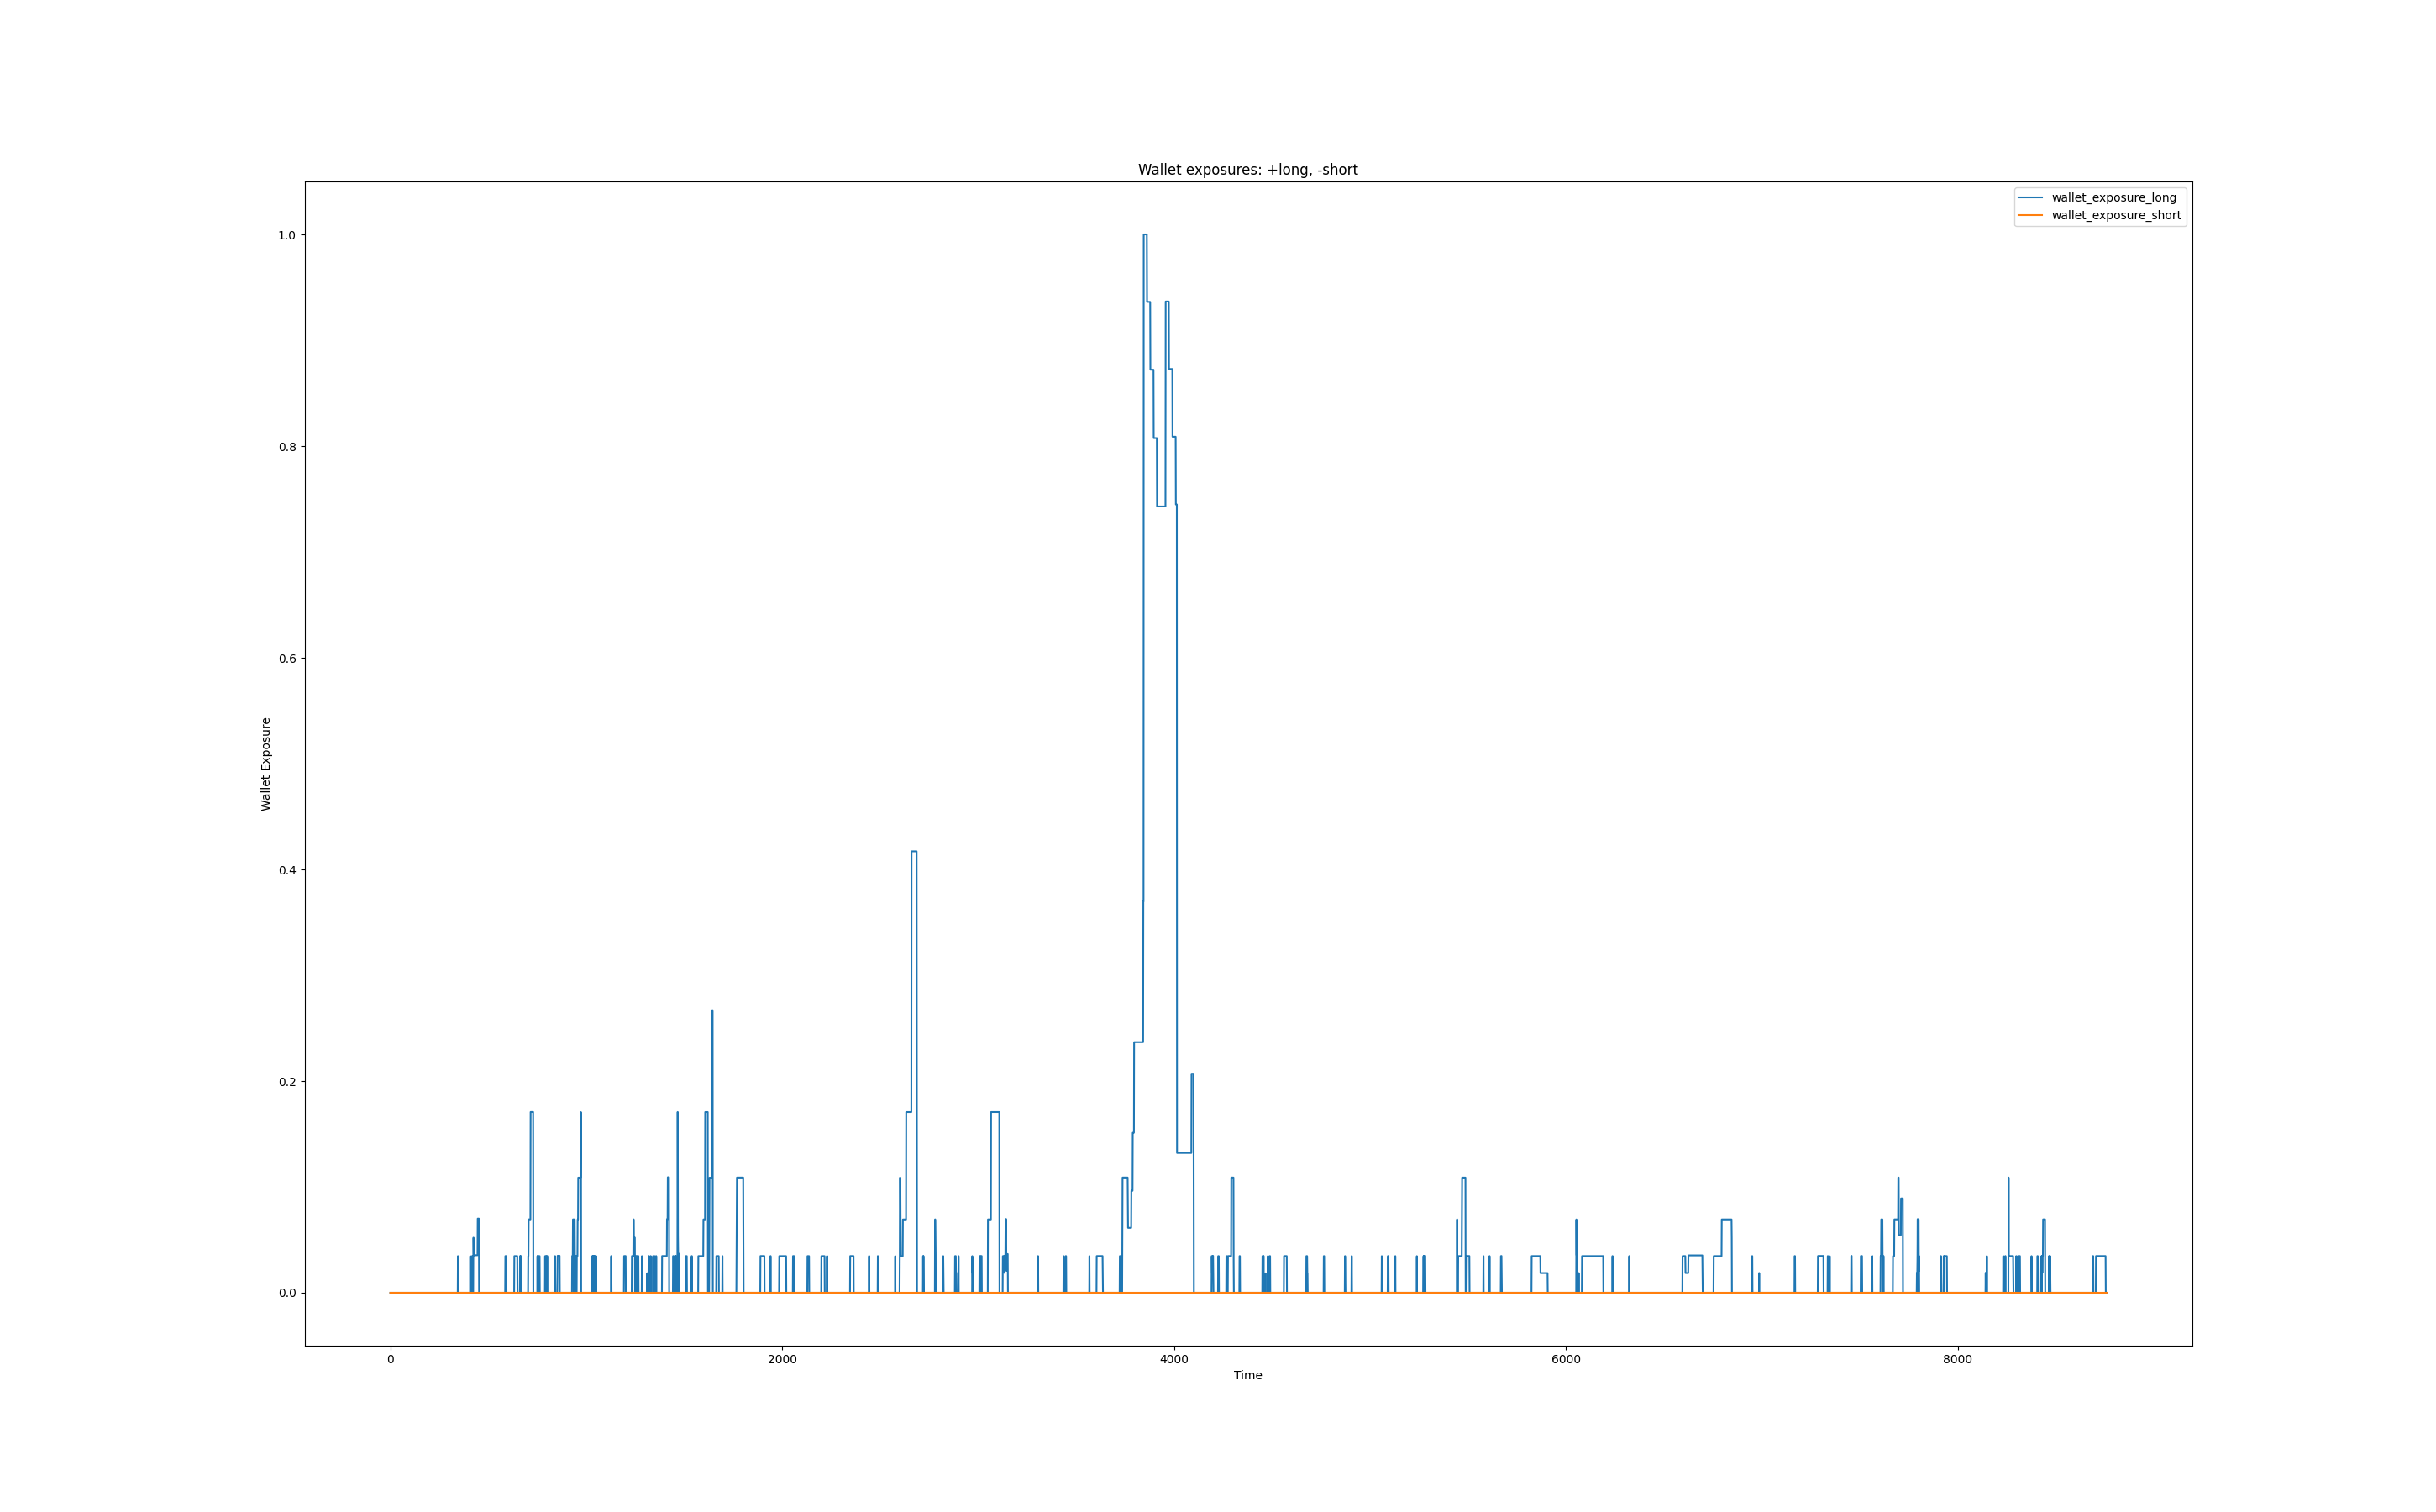 Wallet exposures: +long, -short
wallet_exposure_long
wallet_exposure_short
1.0
0.8
0.6
0.4
0.2
0.0
Wallet Exposure
0 2000 4000 6000 8000
Time